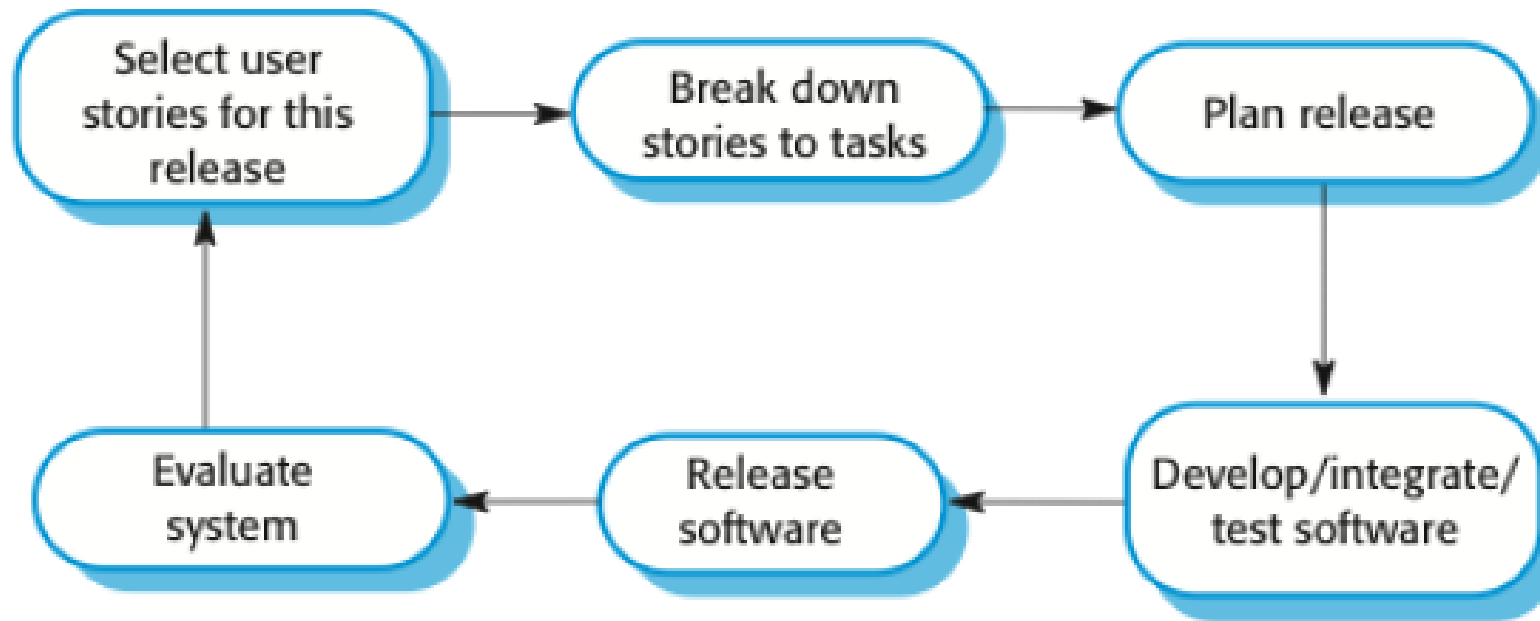 Select user
stories for this
release
Break down
stories to tasks
Plan release
Evaluate
system
Release
software
Develop/integrate/
test software